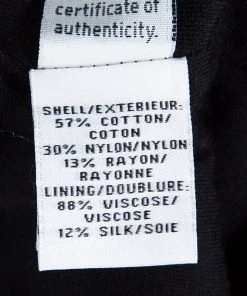 certificate of
authenticity.
SHELL/EXTERIEUR:
57% COTTON/
COTON
30% NYLON/NYLON
13% RAYON/
RAYONNE
LINING/DOUBLURE:
88% VISCOSE/
VISCOSE
12% SILK/SOIE